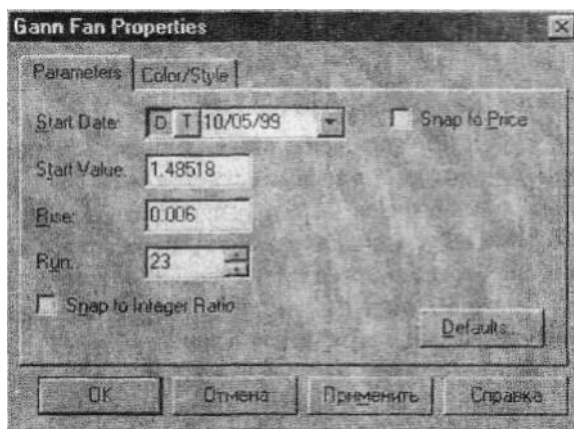 Gann Fan Properties
Parameters Color/Style
Start Date: D T 10/05/99 Snap to Price
Start Value: 1.48518
Rise: 0.006
Run: 23
Snap to Integer Ratio
Defaults...
OK Отмена Применить Справка